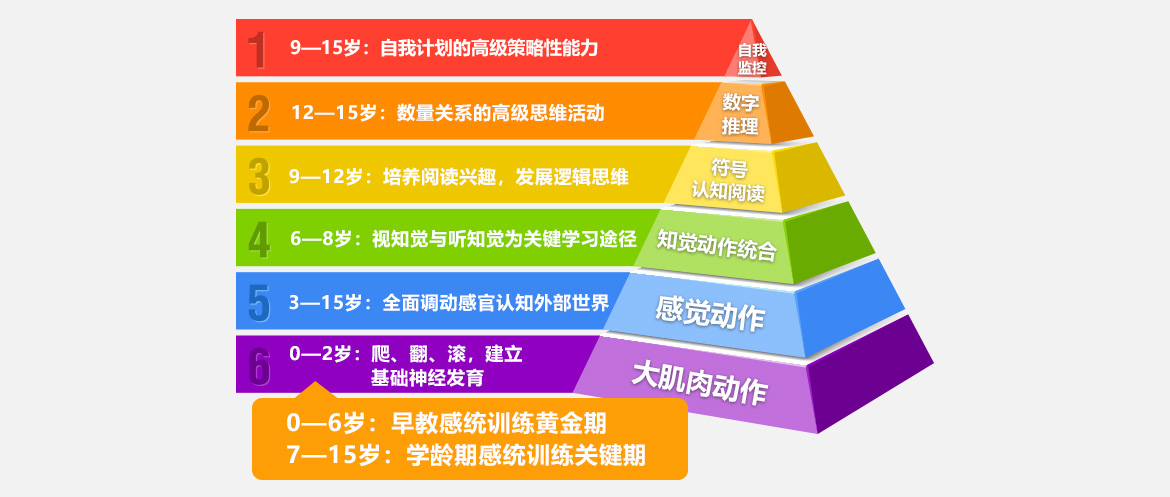 1
9—15岁：自我计划的高级策略性能力
自我
监控
2
12—15岁：数量关系的高级思维活动
数字
推理
3
9—12岁：培养阅读兴趣，发展逻辑思维
符号
认知阅读
4
6—8岁：视知觉与听知觉为关键学习途径
知觉动作统合
5
3—15岁：全面调动感官认知外部世界
感觉动作
6
0—2岁：爬、翻、滚，建立
基础神经发育
大肌肉动作
0—6岁：早教感统训练黄金期
7—15岁：学龄期感统训练关键期